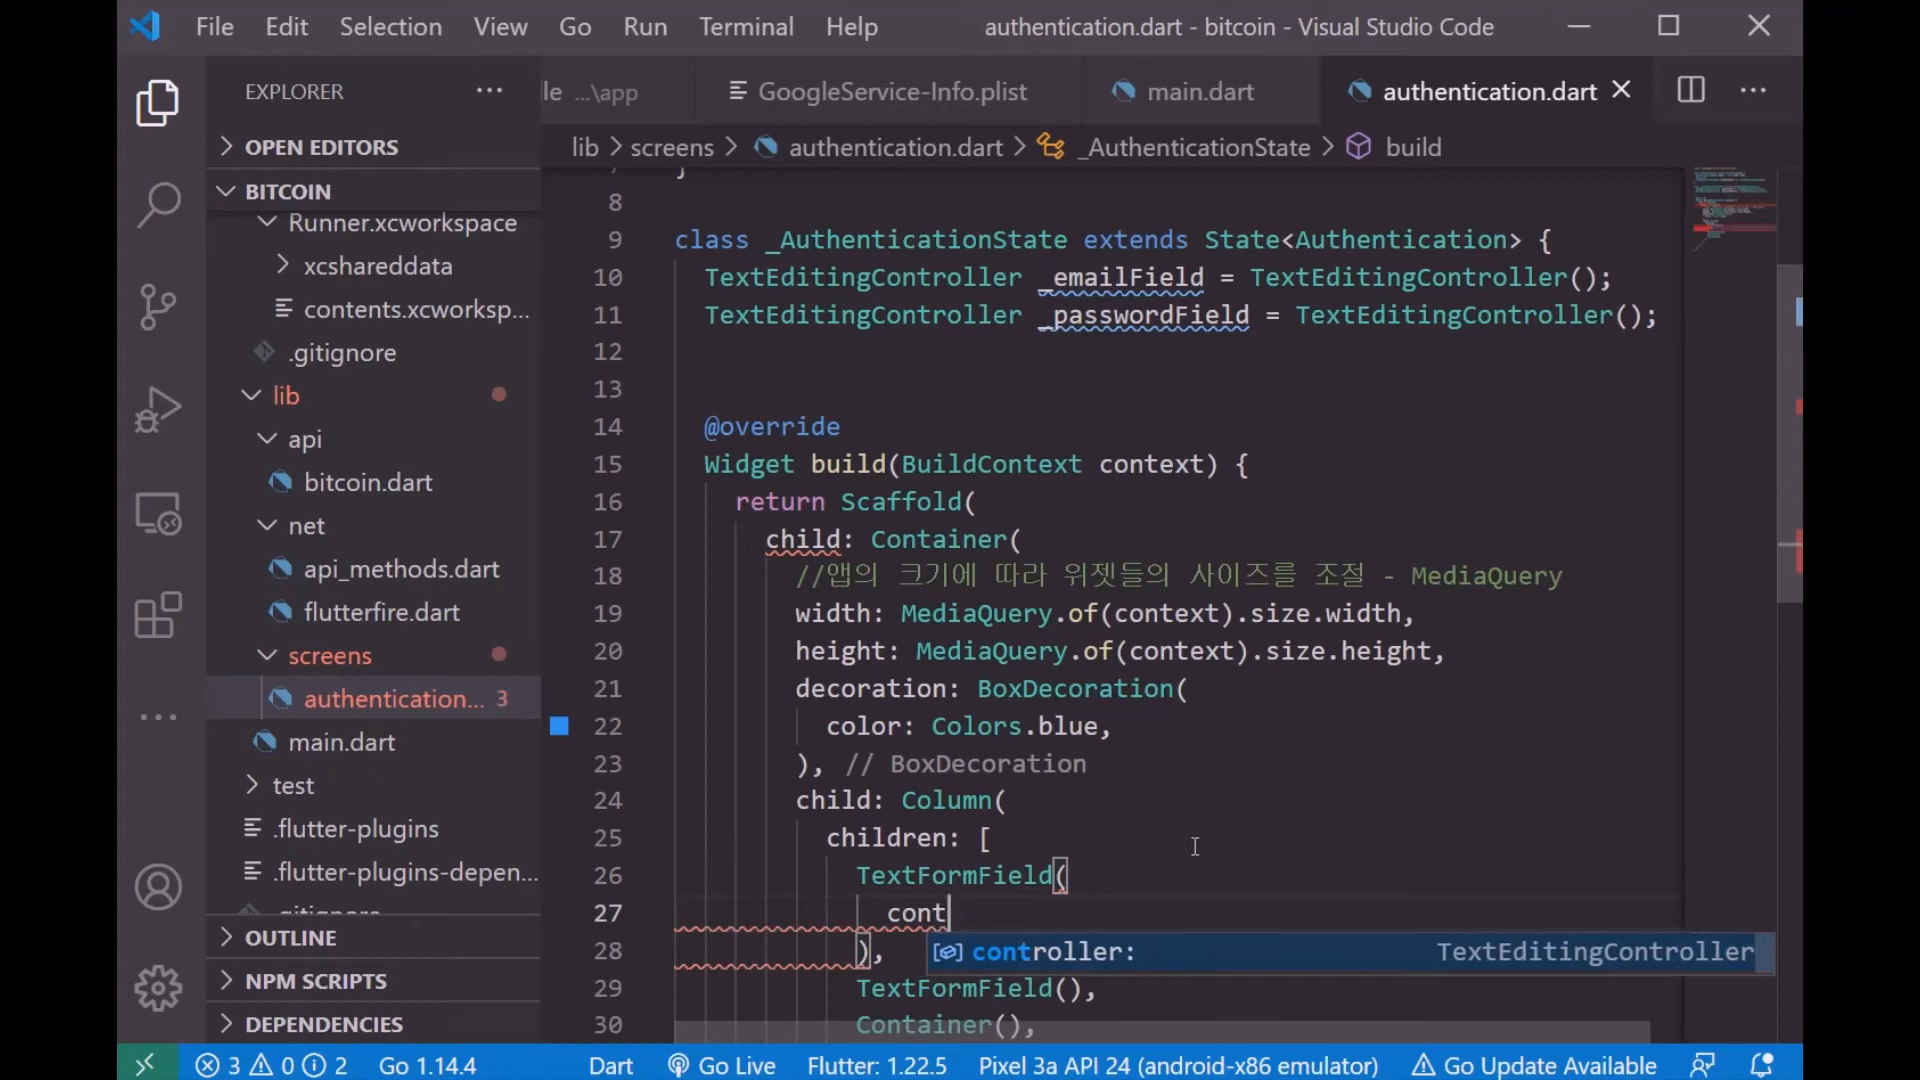 File Edit Selection View Go Run Terminal Help authentication.dart - bitcoin - Visual Studio Code
EXPLORER
le ...\app GoogleService-Info.plist main.dart authentication.dart
OPEN EDITORS
lib > screens > authentication.dart > _AuthenticationState > build
BITCOIN
Runner.xcworkspace
xcshareddata
contents.xcworksp...
.gitignore
lib
api
bitcoin.dart
net
api_methods.dart
flutterfire.dart
screens
authentication... 3
main.dart
test
.flutter-plugins
.flutter-plugins-depen...
.gitignore
OUTLINE
NPM SCRIPTS
DEPENDENCIES
7 }
8
9 class _AuthenticationState extends State<Authentication> {
10 TextEditingController _emailField = TextEditingController();
11 TextEditingController _passwordField = TextEditingController();
12
13
14 @override
15 Widget build(BuildContext context) {
16 return Scaffold(
17 child: Container(
18 //앱의 크기에 따라 위젯들의 사이즈를 조절 - MediaQuery
19 width: MediaQuery.of(context).size.width,
20 height: MediaQuery.of(context).size.height,
21 decoration: BoxDecoration(
22 color: Colors.blue,
23 ), // BoxDecoration
24 child: Column(
25 children: [
26 TextFormField(
27 cont
28 ), controller: TextEditingController
29 TextFormField(),
30 Container(),
3 0 2 Go 1.14.4 Dart Go Live Flutter: 1.22.5 Pixel 3a API 24 (android-x86 emulator) Go Update Available